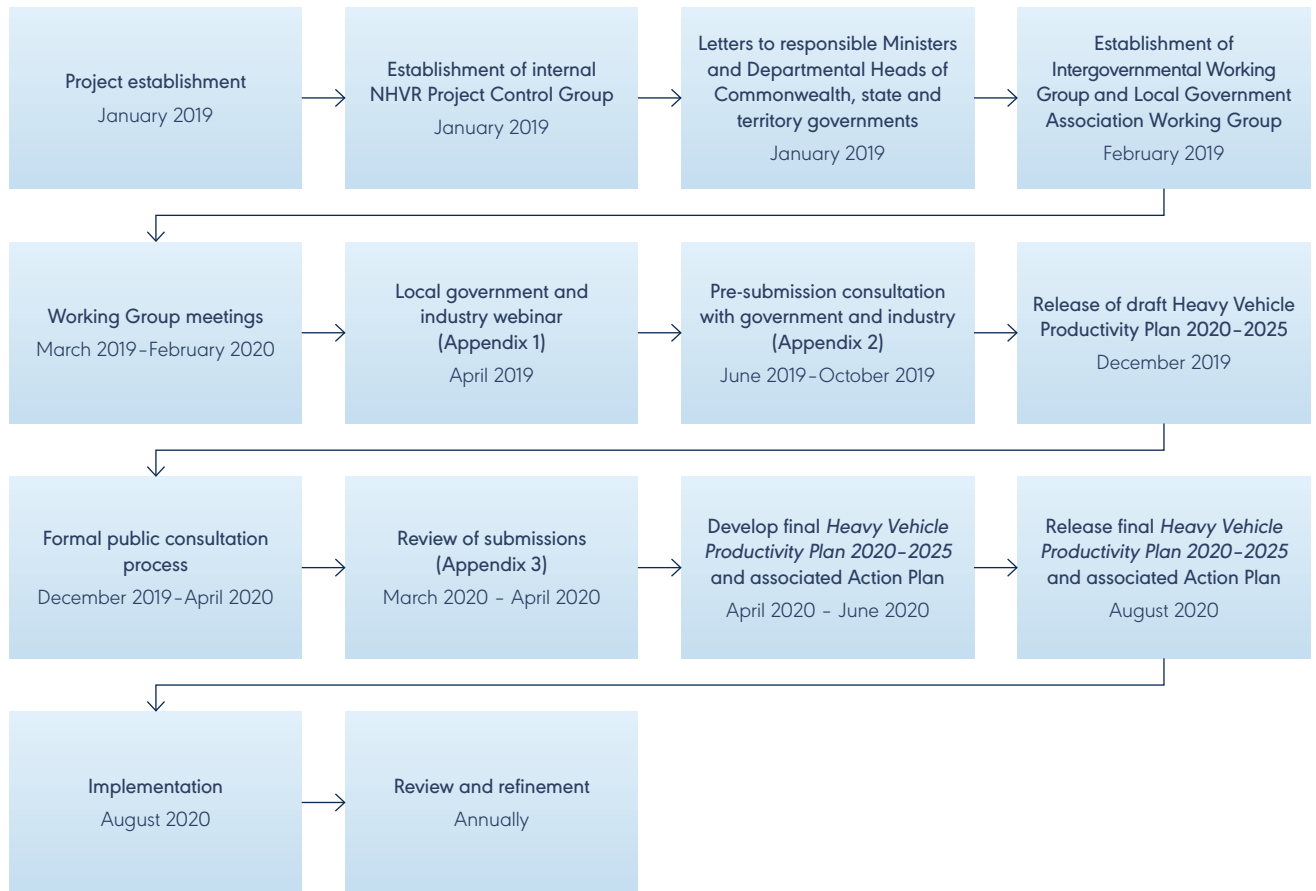 Project establishment
January 2019
Establishment of internal
NHVR Project Control Group
January 2019
Letters to responsible Ministers
and Departmental Heads of
Commonwealth, state and
territory governments
January 2019
Establishment of
Intergovernmental Working
Group and Local Government
Association Working Group
February 2019
Working Group meetings
March 2019–February 2020
Local government and
industry webinar
(Appendix 1)
April 2019
Pre-submission consultation
with government and industry
(Appendix 2)
June 2019–October 2019
Release of draft Heavy Vehicle
Productivity Plan 2020–2025
December 2019
Formal public consultation
process
December 2019–April 2020
Review of submissions
(Appendix 3)
March 2020 – April 2020
Develop final Heavy Vehicle
Productivity Plan 2020–2025
and associated Action Plan
April 2020 – June 2020
Release final Heavy Vehicle
Productivity Plan 2020–2025
and associated Action Plan
August 2020
Implementation
August 2020
Review and refinement
Annually